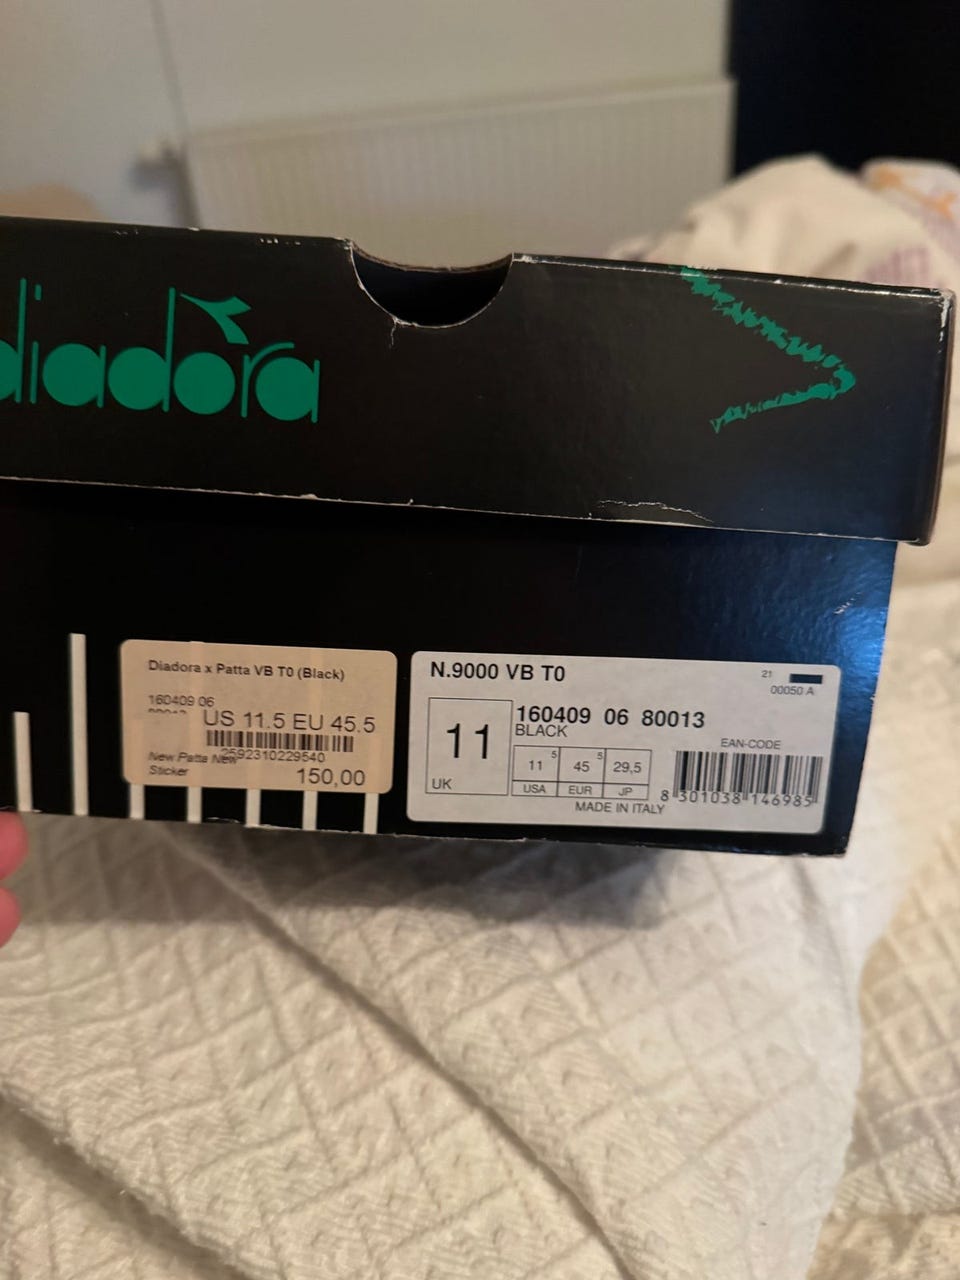 diadora
Diadora x Patta VB T0 (Black)
160409 06
US 11.5 EU 45.5
2592310229540
New Patta New
Sticker
150,00
N.9000 VB T0
21
00050 A
11
UK
160409 06 80013
BLACK
11 5 45 5 29,5
USA EUR JP
EAN-CODE
8 301038 146985
MADE IN ITALY